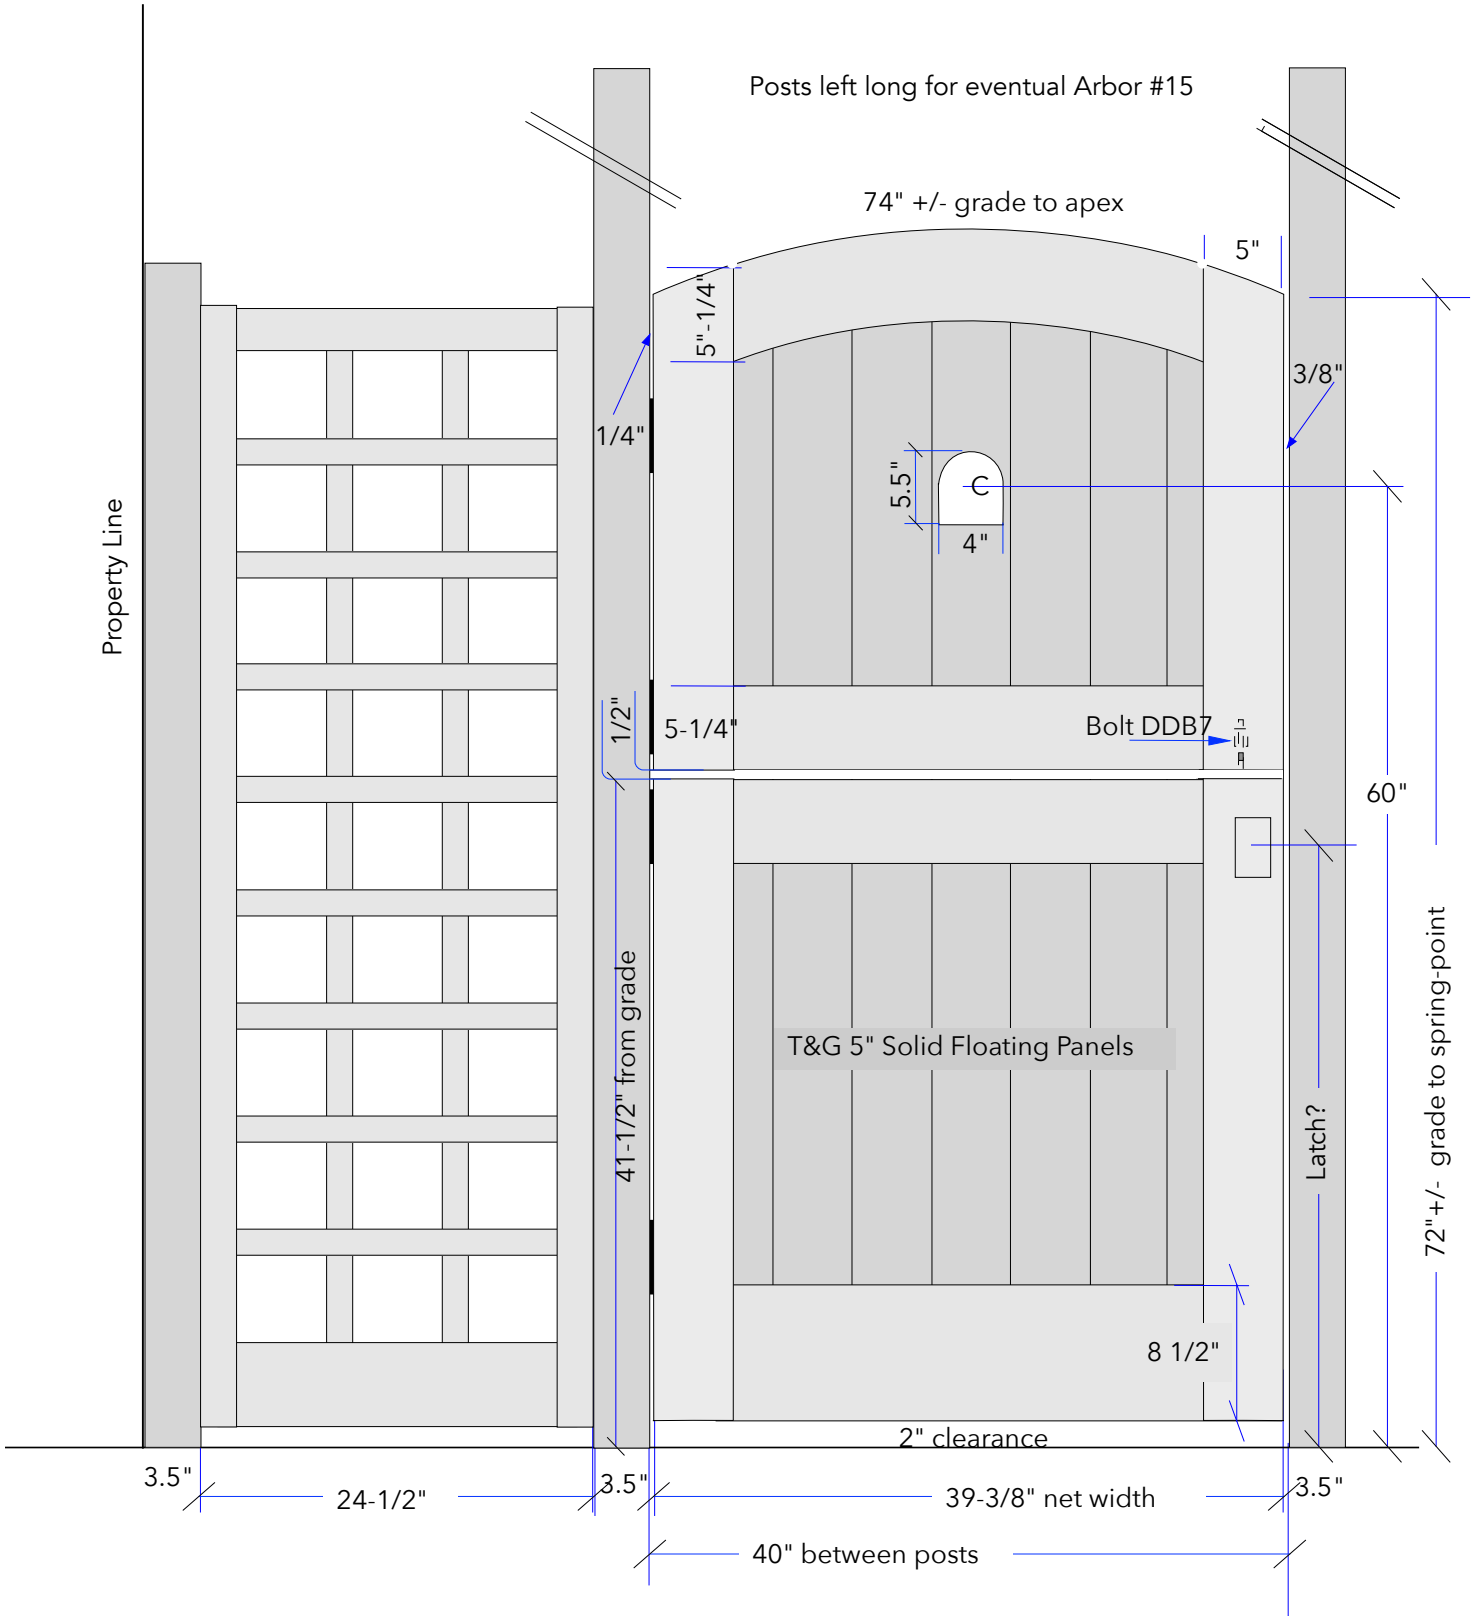 Posts left long for eventual Arbor #15
74" +/- grade to apex
5"
5"-1/4"
3/8"
1/4"
C
5.5"
4"
Property Line
1/2"
5-1/4"
Bolt DDB7
60"
41-1/2" from grade
T&G 5" Solid Floating Panels
Latch?
72"+/- grade to spring-point
8 1/2"
2" clearance
3.5"
24-1/2"
3.5"
39-3/8" net width
3.5"
40" between posts